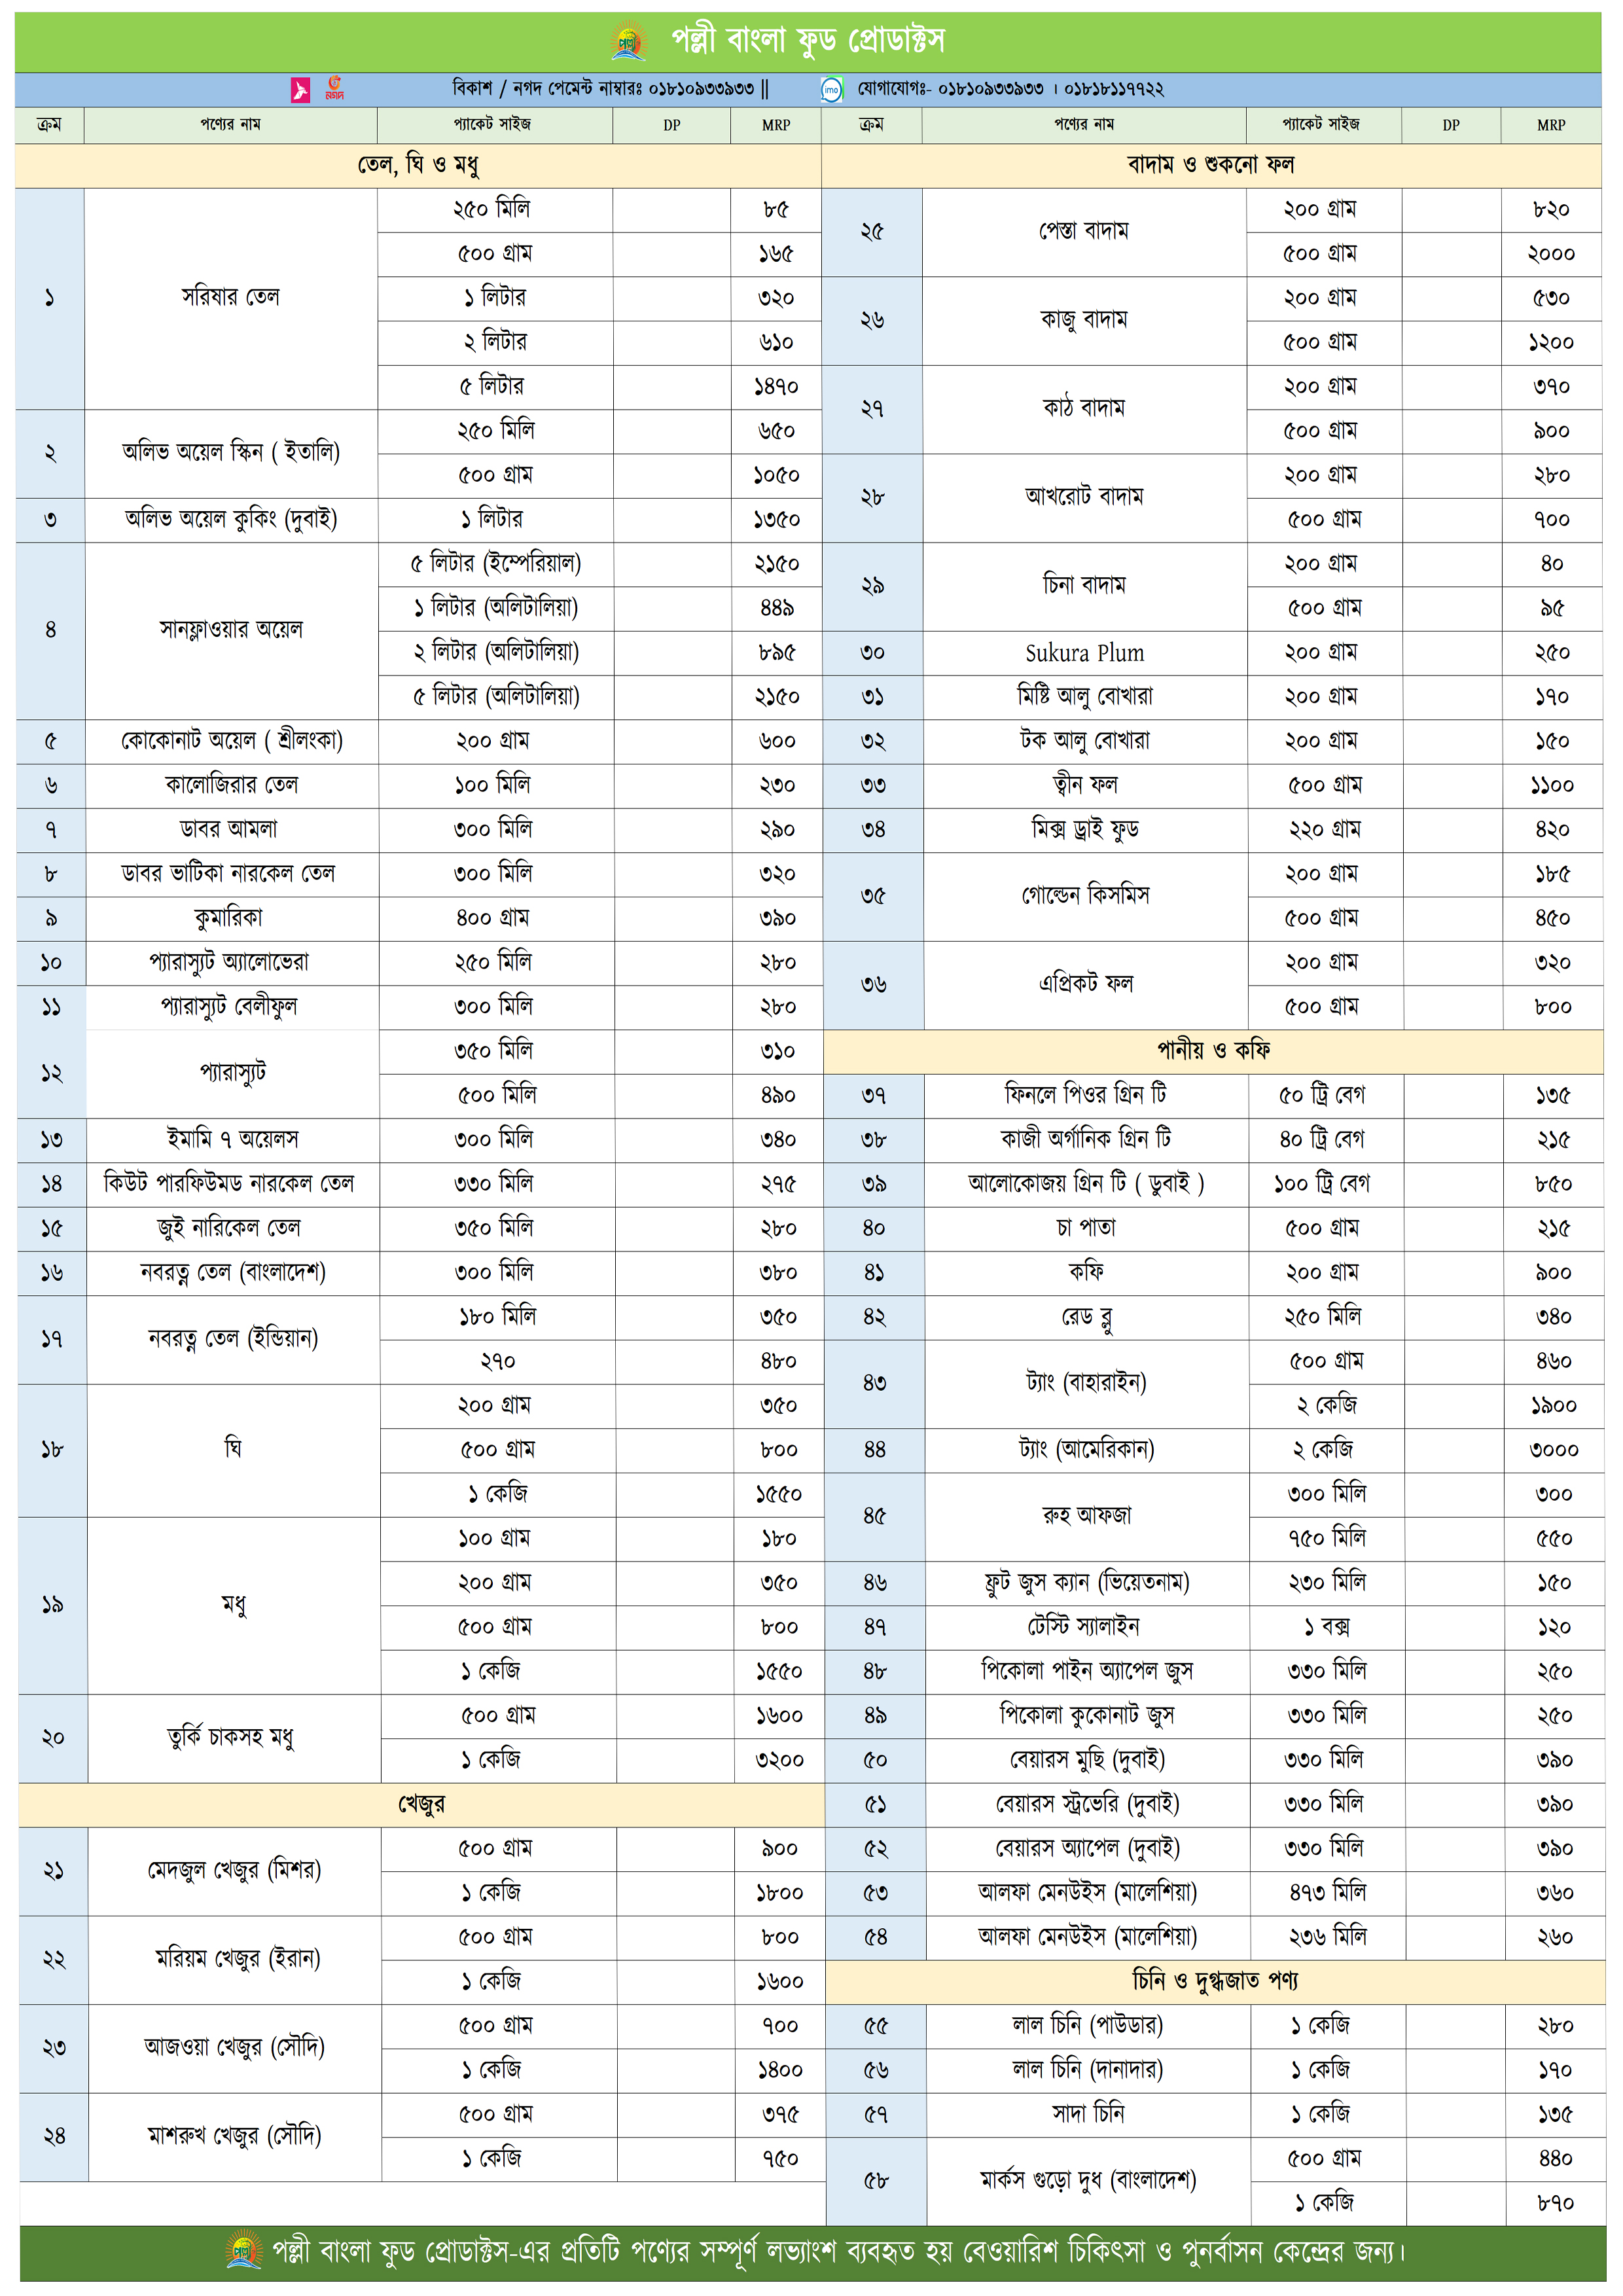 পল্লী বাংলা ফুড প্রোডাক্টস
বিকাশ / নগদ পেমেন্ট নাম্বারঃ ০১৮১০৯৩৩৯৩৩ || যোগাযোগঃ- ০১৮১০৯৩৩৯৩৩ । ০১৮১৮১১৭৭২২
ক্রম পণ্যের নাম প্যাকেট সাইজ DP MRP
তেল, ঘি ও মধু
১ সরিষার তেল ২৫০ মিলি ৮৫
৫০০ গ্রাম ১৬৫
১ লিটার ৩২০
২ লিটার ৬১০
৫ লিটার ১৪৭০
২ অলিভ অয়েল স্কিন ( ইতালি) ২৫০ মিলি ৬৫০
৫০০ গ্রাম ১০৫০
৩ অলিভ অয়েল কুকিং (দুবাই) ১ লিটার ১৩৫০
৪ সানফ্লাওয়ার অয়েল ৫ লিটার (ইম্পেরিয়াল) ২১৫০
১ লিটার (অলিটালিয়া) ৪৪৯
২ লিটার (অলিটালিয়া) ৮৯৫
৫ লিটার (অলিটালিয়া) ২১৫০
৫ কোকোনাট অয়েল ( শ্রীলংকা) ২০০ গ্রাম ৬০০
৬ কালোজিরার তেল ১০০ মিলি ২৩০
৭ ডাবর আমলা ৩০০ মিলি ২৯০
৮ ডাবর ভাটিকা নারকেল তেল ৩০০ মিলি ৩২০
৯ কুমারিকা ৪০০ গ্রাম ৩৯০
১০ প্যারাস্যুট অ্যালোভেরা ২৫০ মিলি ২৮০
১১ প্যারাস্যুট বেলীফুল ৩০০ মিলি ২৮০
১২ প্যারাস্যুট ৩৫০ মিলি ৩১০
৫০০ মিলি ৪৯০
১৩ ইমামি ৭ অয়েলস ৩০০ মিলি ৩৪০
১৪ কিউট পারফিউমড নারকেল তেল ৩৩০ মিলি ২৭৫
১৫ জুই নারিকেল তেল ৩৫০ মিলি ২৮০
১৬ নবরত্ন তেল (বাংলাদেশ) ৩০০ মিলি ৩৮০
১৭ নবরত্ন তেল (ইন্ডিয়ান) ১৮০ মিলি ৩৫০
২৭০ ৪৮০
১৮ ঘি ২০০ গ্রাম ৩৫০
৫০০ গ্রাম ৮০০
১ কেজি ১৫৫০
১৯ মধু ১০০ গ্রাম ১৮০
২০০ গ্রাম ৩৫০
৫০০ গ্রাম ৮০০
১ কেজি ১৫৫০
২০ তুর্কি চাকসহ মধু ৫০০ গ্রাম ১৬০০
১ কেজি ৩২০০
খেজুর
২১ মেদজুল খেজুর (মিশর) ৫০০ গ্রাম ৯০০
১ কেজি ১৮০০
২২ মরিয়ম খেজুর (ইরান) ৫০০ গ্রাম ৮০০
১ কেজি ১৬০০
২৩ আজওয়া খেজুর (সৌদি) ৫০০ গ্রাম ৭০০
১ কেজি ১৪০০
২৪ মাশরুখ খেজুর (সৌদি) ৫০০ গ্রাম ৩৭৫
১ কেজি ৭৫০
ক্রম পণ্যের নাম প্যাকেট সাইজ DP MRP
বাদাম ও শুকনো ফল
২৫ পেস্তা বাদাম ২০০ গ্রাম ৮২০
৫০০ গ্রাম ২০০০
২৬ কাজু বাদাম ২০০ গ্রাম ৫৩০
৫০০ গ্রাম ১২০০
২৭ কাঠ বাদাম ২০০ গ্রাম ৩৭০
৫০০ গ্রাম ৯০০
২৮ আখরোট বাদাম ২০০ গ্রাম ২৮০
৫০০ গ্রাম ৭০০
২৯ চিনা বাদাম ২০০ গ্রাম ৪০
৫০০ গ্রাম ৯৫
৩০ Sukura Plum ২০০ গ্রাম ২৫০
৩১ মিষ্টি আলু বোখারা ২০০ গ্রাম ১৭০
৩২ টক আলু বোখারা ২০০ গ্রাম ১৫০
৩৩ ত্বীন ফল ৫০০ গ্রাম ১১০০
৩৪ মিক্স ড্রাই ফুড ২২০ গ্রাম ৪২০
৩৫ গোল্ডেন কিসমিস ২০০ গ্রাম ১৮৫
৫০০ গ্রাম ৪৫০
৩৬ এপ্রিকট ফল ২০০ গ্রাম ৩২০
৫০০ গ্রাম ৮০০
পানীয় ও কফি
৩৭ ফিনলে পিওর গ্রিন টি ৫০ ট্রি বেগ ১৩৫
৩৮ কাজী অর্গানিক গ্রিন টি ৪০ ট্রি বেগ ২১৫
৩৯ আলোকোজয় গ্রিন টি ( ডুবাই ) ১০০ ট্রি বেগ ৮৫০
৪০ চা পাতা ৫০০ গ্রাম ২১৫
৪১ কফি ২০০ গ্রাম ৯০০
৪২ রেড ব্লু ২৫০ মিলি ৩৪০
৪৩ ট্যাং (বাহারাইন) ৫০০ গ্রাম ৪৬০
২ কেজি ১৯০০
৪৪ ট্যাং (আমেরিকান) ২ কেজি ৩০০০
৪৫ রুহ আফজা ৩০০ মিলি ৩০০
৭৫০ মিলি ৫৫০
৪৬ ফ্রুট জুস ক্যান (ভিয়েতনাম) ২৩০ মিলি ১৫০
৪৭ টেস্টি স্যালাইন ১ বক্স ১২০
৪৮ পিকোলা পাইন অ্যাপেল জুস ৩৩০ মিলি ২৫০
৪৯ পিকোলা কুকোনাট জুস ৩৩০ মিলি ২৫০
৫০ বেয়ারস মুছি (দুবাই) ৩৩০ মিলি ৩৯০
৫১ বেয়ারস স্ট্রভেরি (দুবাই) ৩৩০ মিলি ৩৯০
৫২ বেয়ারস অ্যাপেল (দুবাই) ৩৩০ মিলি ৩৯০
৫৩ আলফা মেনউইস (মালেশিয়া) ৪৭৩ মিলি ৩৬০
৫৪ আলফা মেনউইস (মালেশিয়া) ২৩৬ মিলি ২৬০
চিনি ও দুগ্ধজাত পণ্য
৫৫ লাল চিনি (পাউডার) ১ কেজি ২৮০
৫৬ লাল চিনি (দানাদার) ১ কেজি ১৭০
৫৭ সাদা চিনি ১ কেজি ১৩৫
৫৮ মার্কস গুড়ো দুধ (বাংলাদেশ) ৫০০ গ্রাম ৪৪০
১ কেজি ৮৭০
পল্লী বাংলা ফুড প্রোডাক্টস-এর প্রতিটি পণ্যের সম্পূর্ণ লভ্যাংশ ব্যবহৃত হয় বেওয়ারিশ চিকিৎসা ও পুনর্বাসন কেন্দ্রের জন্য।